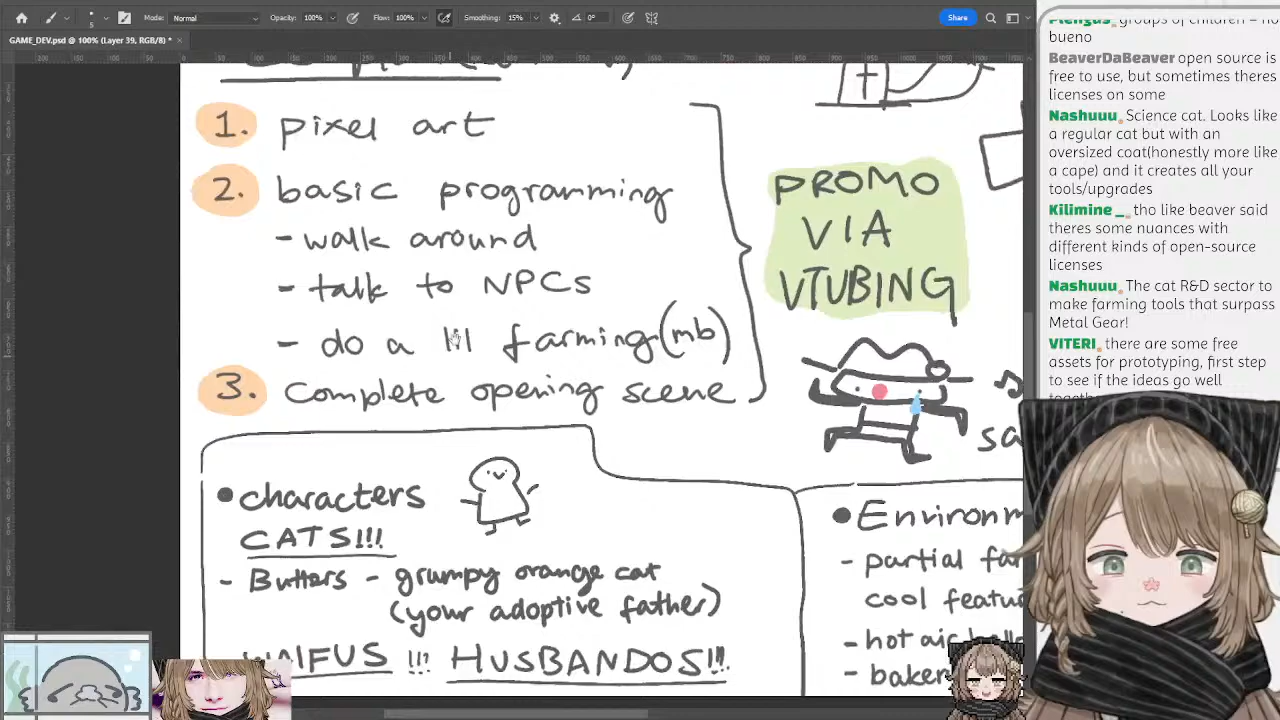 Mode: Normal Opacity: 100% Flow: 100% Smoothing: 15% 0° Share
5
GAME_DEV.psd @ 100% (Layer 39, RGB/8) *
1. pixel art
2. basic programming
- walk around
- talk to NPCs
- do a lil farming (mb)
3. complete opening scene
PROMO
VIA
VTUBING
• characters
CATS!!!
- Butters - grumpy orange cat
(your adoptive father)
WAIFUS !!? HUSBANDOS!!!
• Environm
- partial far
cool featu
- hot air
- baker
groups of children = no
bueno
BeaverDaBeaver open source is
free to use, but sometimes theres
licenses on some
Nashuuu Science cat. Looks like
a regular cat but with an
oversized coat(honestly more like
a cape) and it creates all your
tools/upgrades
Kilimine_ tho like beaver said
theres some nuances with
different kinds of open-source
licenses
Nashuuu The cat R&D sector to
make farming tools that surpass
Metal Gear!
VITERI there are some free
assets for prototyping, first step
to see if the ideas go well